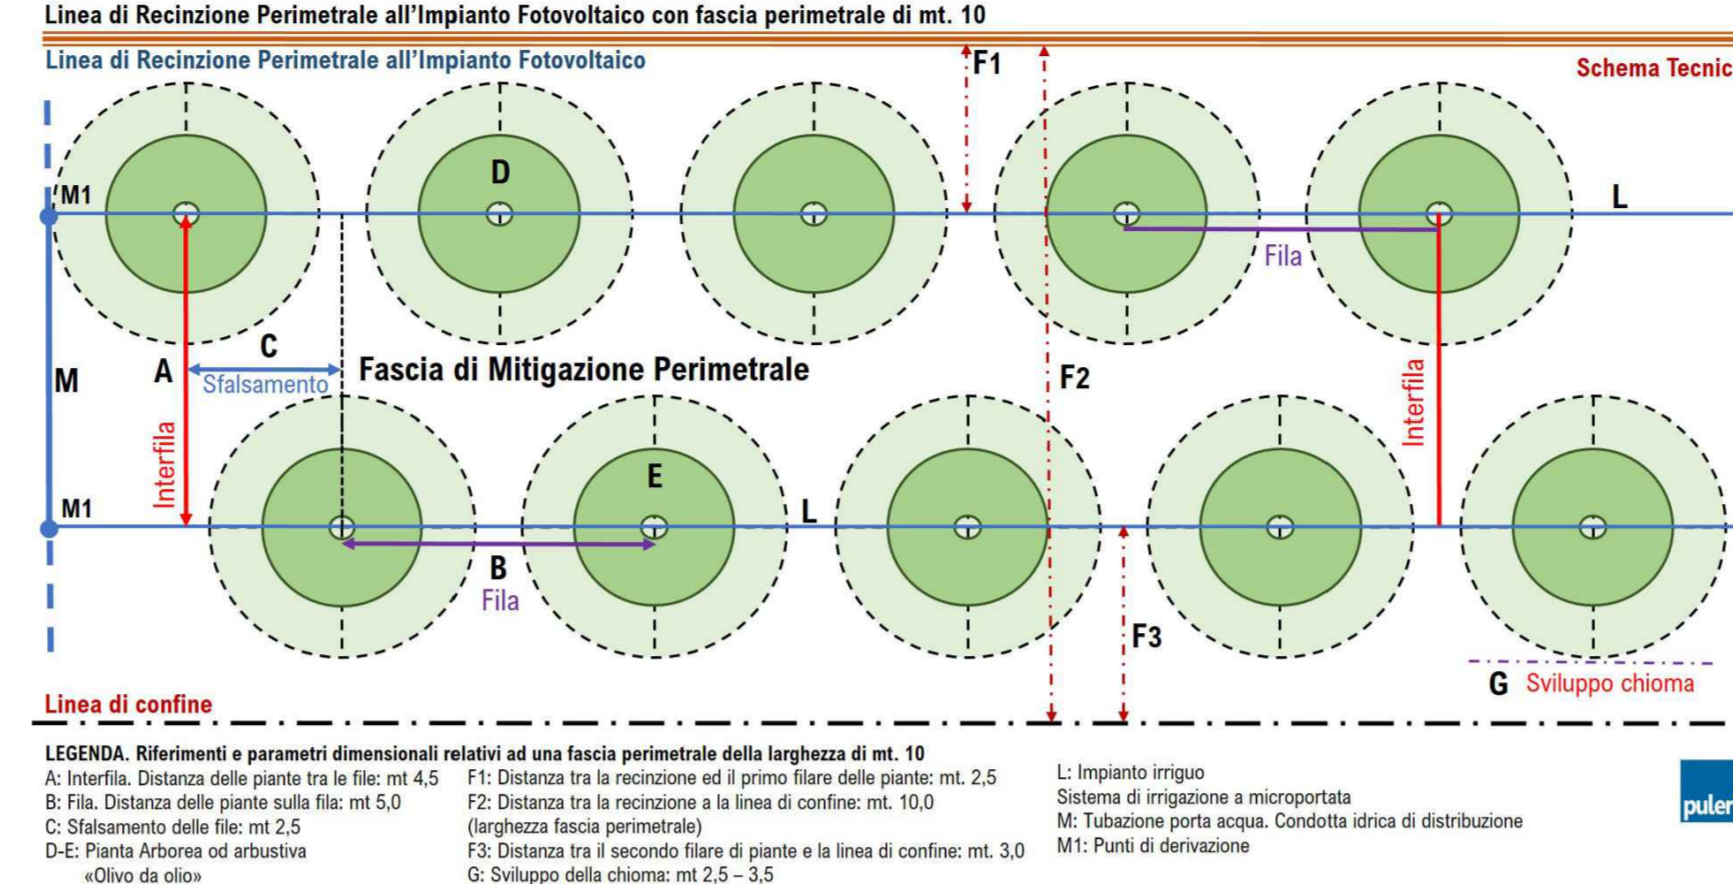 Linea di Recinzione Perimetrale all'Impianto Fotovoltaico con fascia perimetrale di mt. 10
Linea di Recinzione Perimetrale all'Impianto Fotovoltaico
F1
Schema Tecnic
D
M1
L
Fila
C
A
Sfalsamento
Fascia di Mitigazione Perimetrale
F2
M
Interfila
Interfila
E
M1
L
B
Fila
F3
G Sviluppo chioma
Linea di confine
LEGENDA. Riferimenti e parametri dimensionali relativi ad una fascia perimetrale della larghezza di mt. 10
A: Interfila. Distanza delle piante tra le file: mt 4,5
B: Fila. Distanza delle piante sulla fila: mt 5,0
C: Sfalsamento delle file: mt 2,5
D-E: Pianta Arborea od arbustiva
«Olivo da olio»
F1: Distanza tra la recinzione ed il primo filare delle piante: mt. 2,5
F2: Distanza tra la recinzione a la linea di confine: mt. 10,0
(larghezza fascia perimetrale)
F3: Distanza tra il secondo filare di piante e la linea di confine: mt. 3,0
G: Sviluppo della chioma: mt 2,5 – 3,5
L: Impianto irriguo
Sistema di irrigazione a microportata
M: Tubazione porta acqua. Condotta idrica di distribuzione
M1: Punti di derivazione
puler